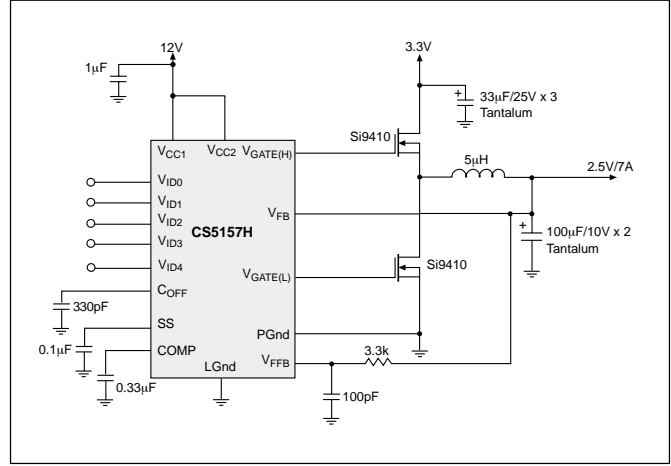 12V
3.3V
1µF
33µF/25V x 3
Tantalum
Si9410
5µH
2.5V/7A
VCC1
VCC2
VGATE(H)
VID0
VID1
VID2
VID3
VID4
CS5157H
VFB
100µF/10V x 2
Tantalum
VGATE(L)
Si9410
COFF
330pF
SS
PGnd
0.1µF
COMP
VFFB
3.3k
LGnd
0.33µF
100pF
+
+